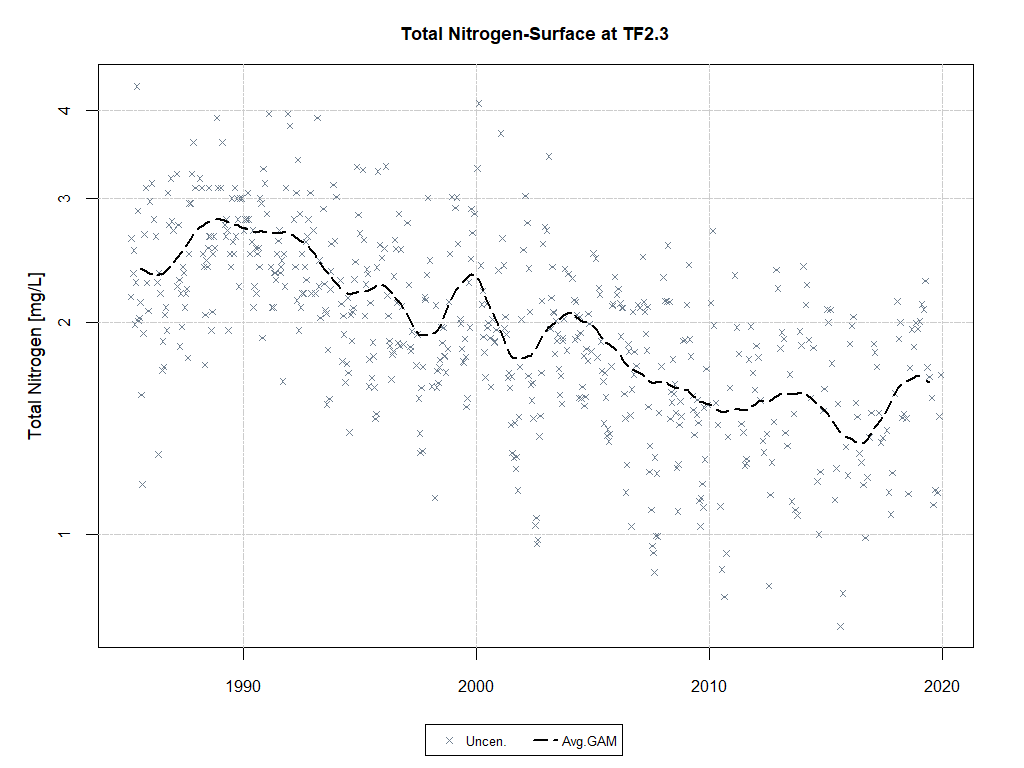 Total Nitrogen-Surface at TF2.3
Total Nitrogen [mg/L]
4
3
2
1
1990 2000 2010 2020
Uncen. Avg.GAM